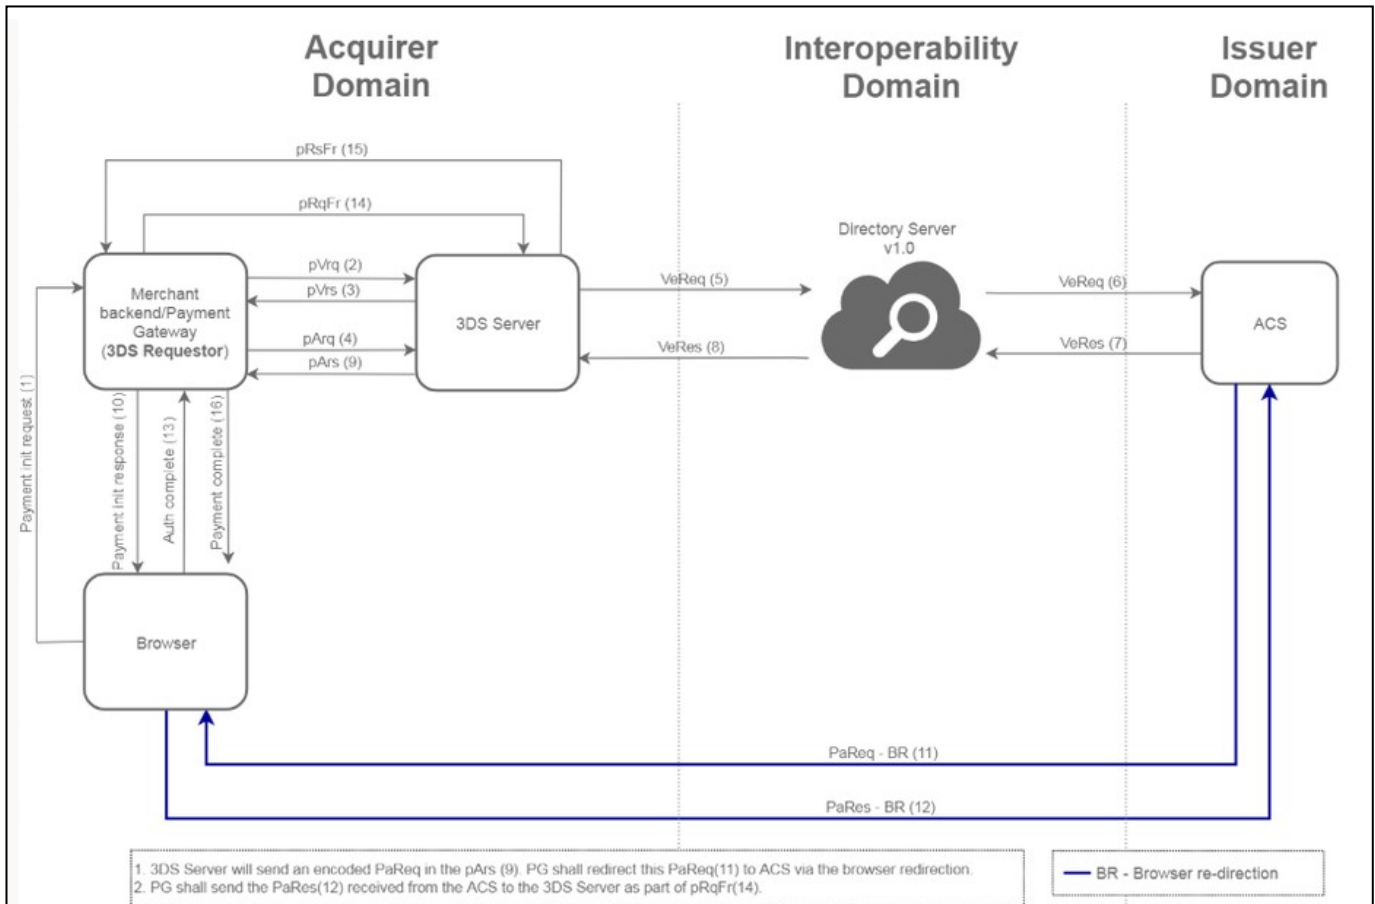 Acquirer
Domain
Interoperability
Domain
Issuer
Domain
pRsFr (15)
pRqFr (14)
Directory Server
v1.0
pVrq (2)
pVrs (3)
pArq (4)
pArs (9)
Merchant
backend/Payment
Gateway
(3DS Requestor)
3DS Server
VeReq (5)
VeRes (8)
VeReq (6)
VeRes (7)
ACS
Payment init request (1)
Payment init response (10)
Auth complete (13)
Payment complete (16)
Browser
PaReq - BR (11)
PaRes - BR (12)
1. 3DS Server will send an encoded PaReq in the pArs (9). PG shall redirect this PaReq(11) to ACS via the browser redirection.
2. PG shall send the PaRes(12) received from the ACS to the 3DS Server as part of pRqFr(14).
BR - Browser re-direction